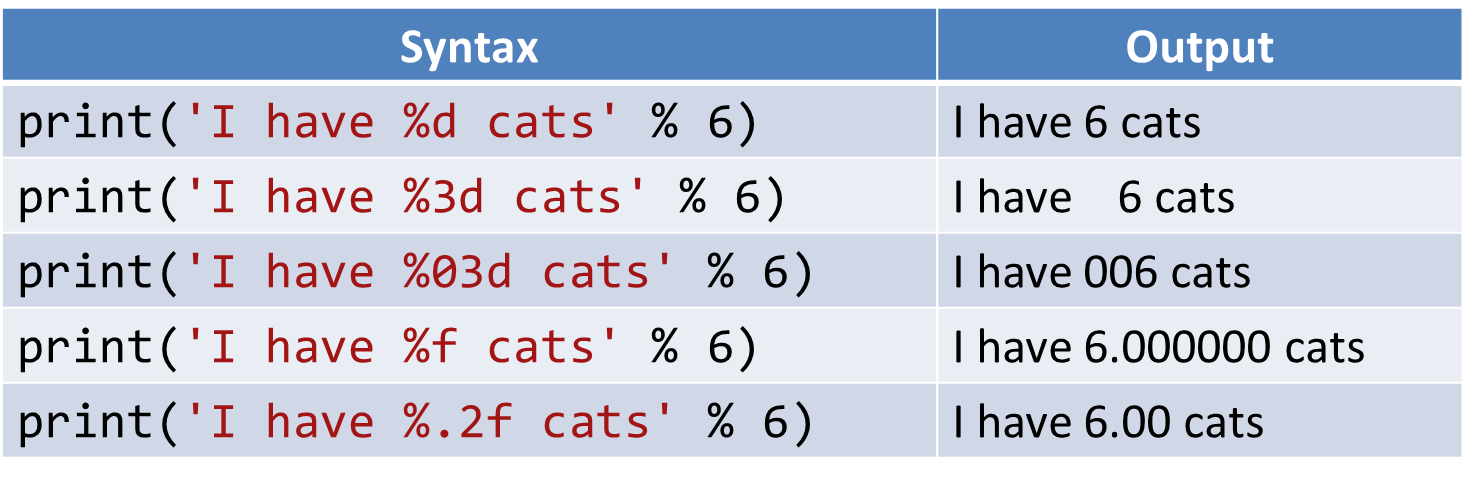 Syntax Output
print('I have %d cats' % 6) I have 6 cats
print('I have %3d cats' % 6) I have   6 cats
print('I have %03d cats' % 6) I have 006 cats
print('I have %f cats' % 6) I have 6.000000 cats
print('I have %.2f cats' % 6) I have 6.00 cats